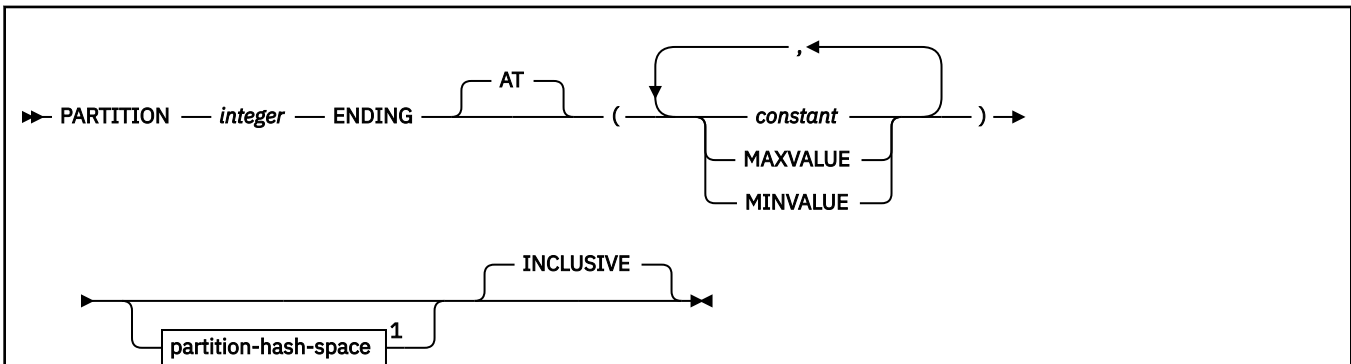 ,
AT
PARTITION integer ENDING ( constant )
MAXVALUE
MINVALUE
INCLUSIVE
partition-hash-space 1